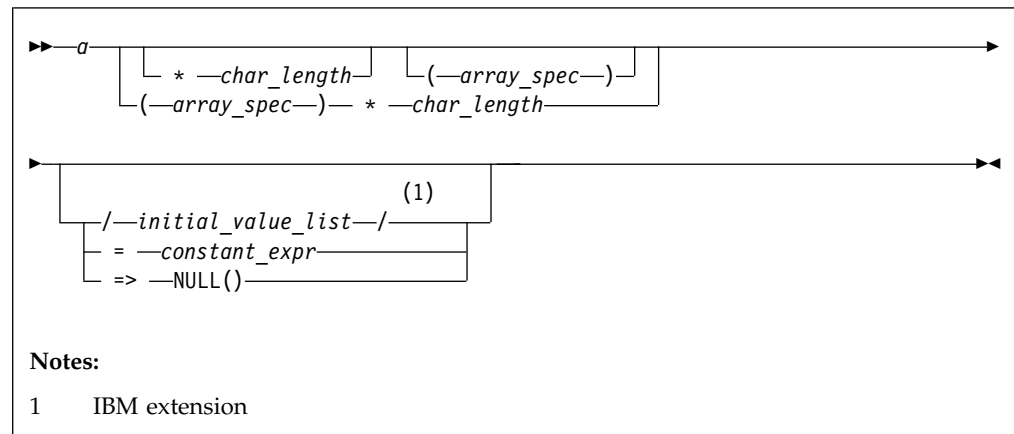 a
* char_length ( array_spec )
( array_spec ) * char_length
(1)
/ initial_value_list /
= constant_expr
=> NULL()
Notes:
1 IBM extension